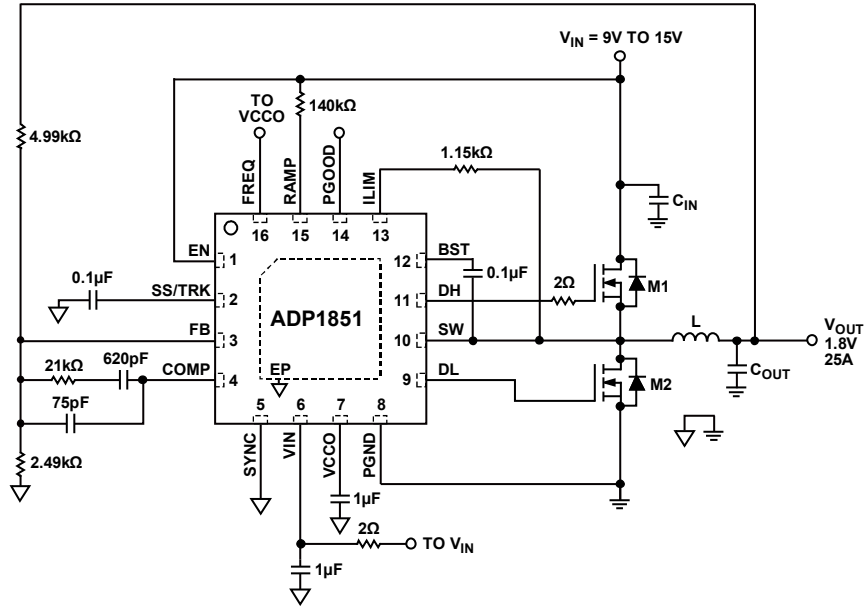 V_IN = 9V TO 15V
TO
VCCO
140kΩ
4.99kΩ
1.15kΩ
FREQ
RAMP
PGOOD
ILIM
C_IN
16
15
14
13
EN
1
12
BST
0.1µF
0.1µF
2Ω
M1
SS/TRK
2
11
DH
ADP1851
FB
3
10
SW
L
V_OUT
1.8V
25A
21kΩ
620pF
COMP
4
EP
9
DL
M2
C_OUT
75pF
5
6
7
8
2.49kΩ
SYNC
VIN
VCCO
PGND
1µF
2Ω
TO V_IN
1µF